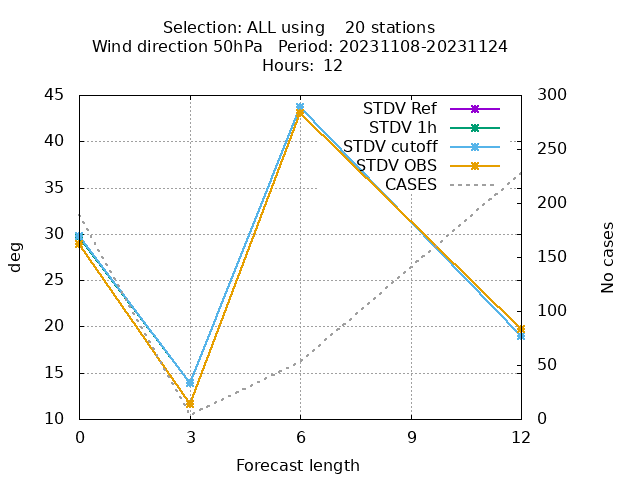 Selection: ALL using    20 stations
Wind direction 50hPa   Period: 20231108-20231124
Hours:  12
STDV Ref
STDV 1h
STDV cutoff
STDV OBS
CASES
deg
45
40
35
30
25
20
15
10
No cases
300
250
200
150
100
50
0
0 3 6 9 12
Forecast length